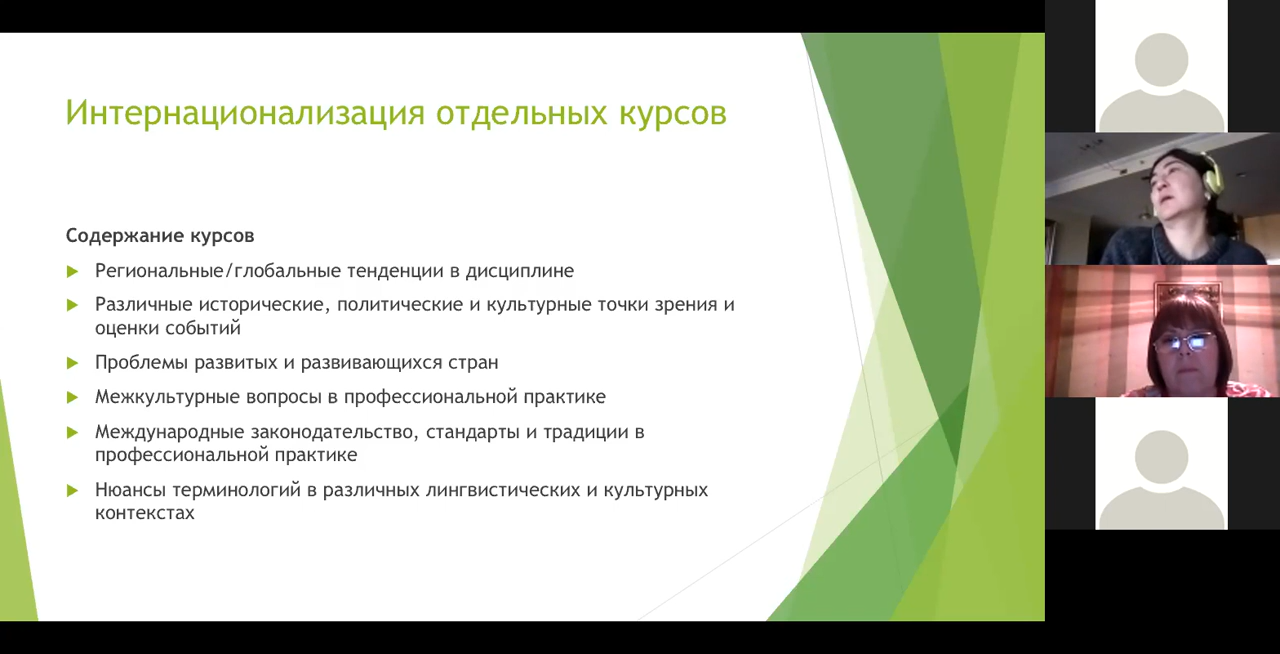 Интернационализация отдельных курсов
Содержание курсов
Региональные/глобальные тенденции в дисциплине
Различные исторические, политические и культурные точки зрения и
оценки событий
Проблемы развитых и развивающихся стран
Межкультурные вопросы в профессиональной практике
Международные законодательство, стандарты и традиции в
профессиональной практике
Нюансы терминологий в различных лингвистических и культурных
контекстах